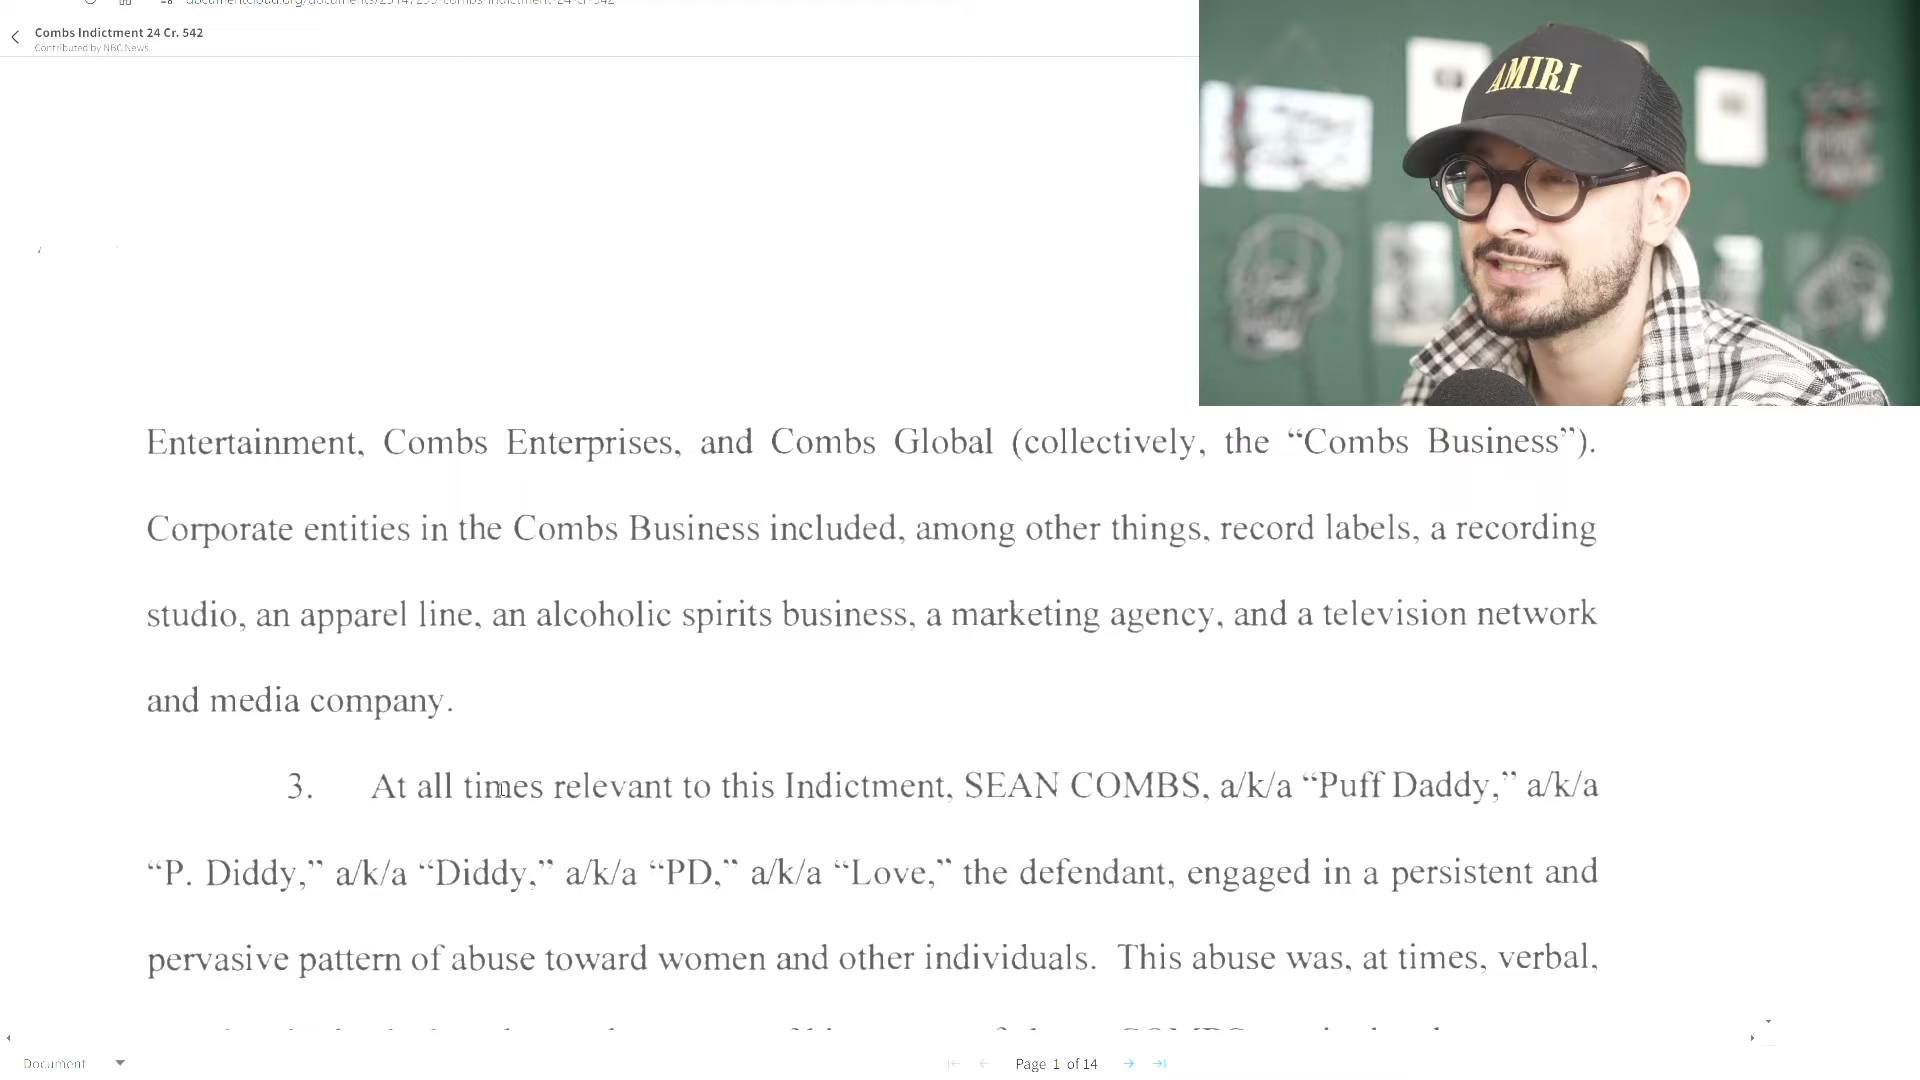 Combs Indictment 24 Cr. 542
Contributed by NBC News
AMIRI
Entertainment, Combs Enterprises, and Combs Global (collectively, the “Combs Business”).
Corporate entities in the Combs Business included, among other things, record labels, a recording
studio, an apparel line, an alcoholic spirits business, a marketing agency, and a television network
and media company.
3. At all times relevant to this Indictment, SEAN COMBS, a/k/a “Puff Daddy,” a/k/a
“P. Diddy,” a/k/a “Diddy,” a/k/a “PD,” a/k/a “Love,” the defendant, engaged in a persistent and
pervasive pattern of abuse toward women and other individuals. This abuse was, at times, verbal,
Document
Page 1 of 14